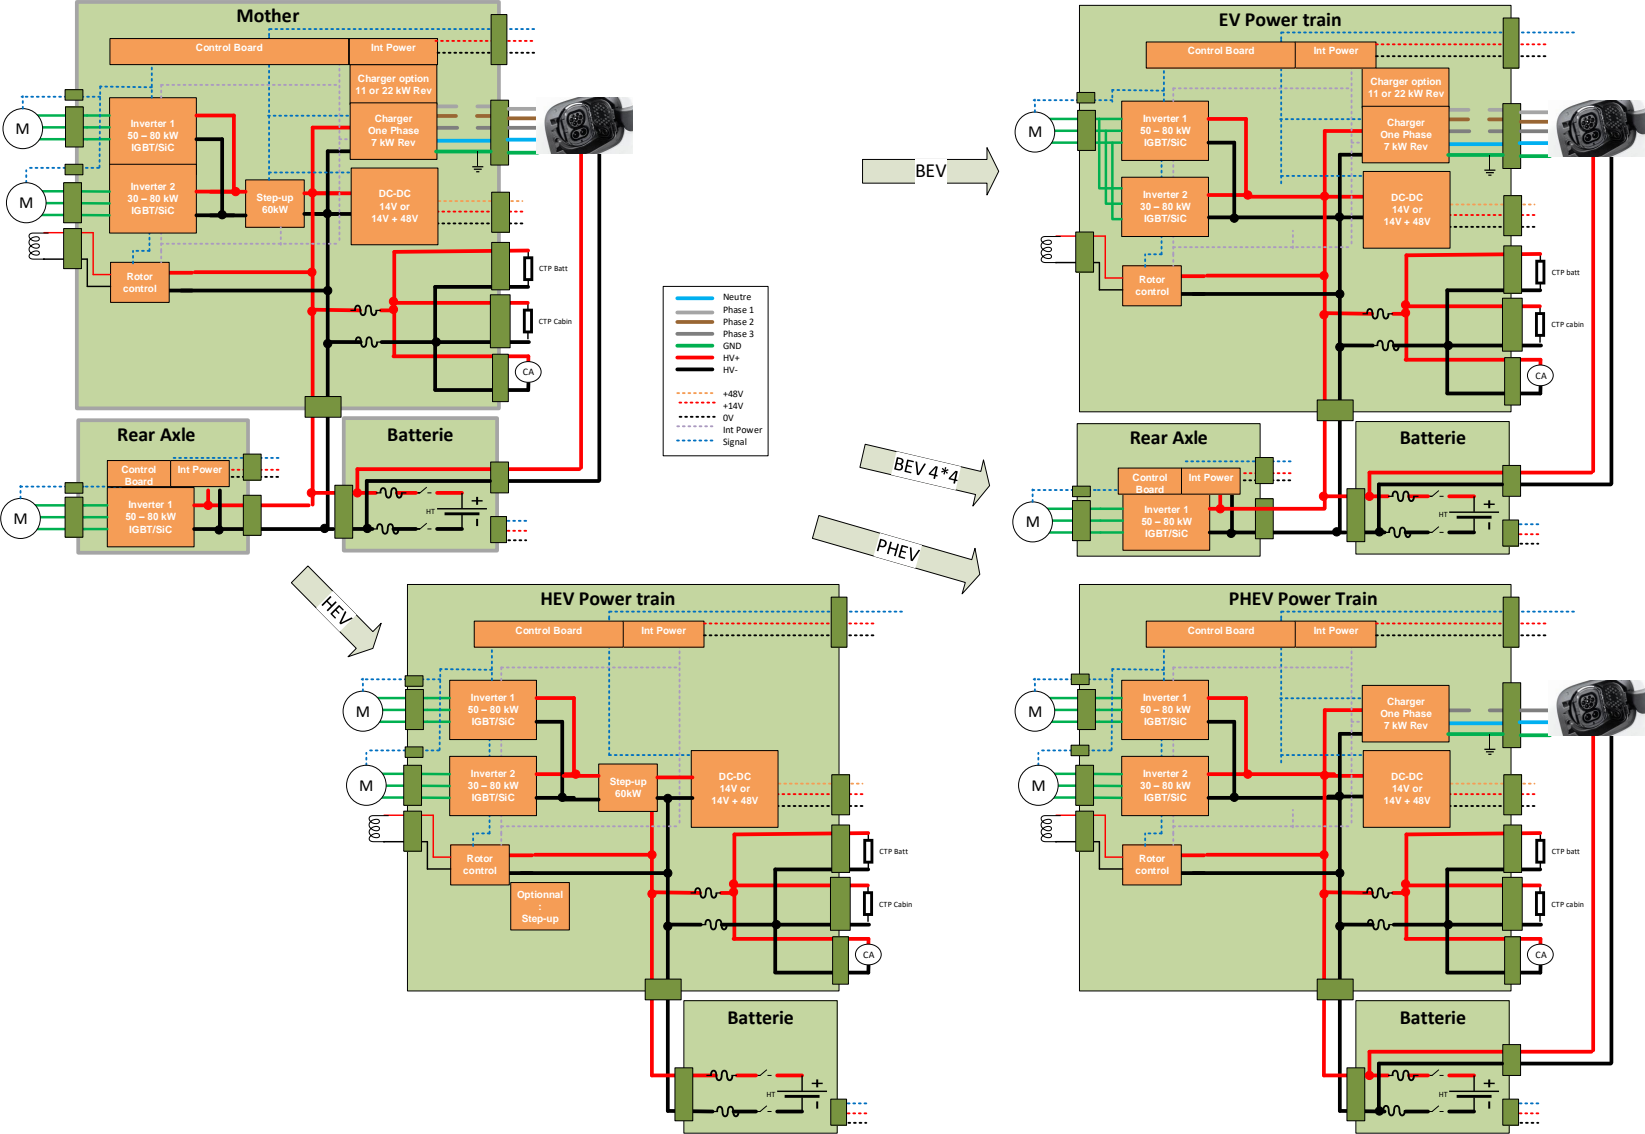 Mother
Control Board
Int Power
Charger option
11 or 22 kW Rev
Charger
One Phase
7 kW Rev
Inverter 1
50 – 80 kW
IGBT/SiC
Inverter 2
30 – 80 kW
IGBT/SiC
Step-up
60kW
DC-DC
14V or
14V + 48V
Rotor
control
M
M
CTP Batt
CTP Cabin
CA
Rear Axle
Control
Board
Int Power
Inverter 1
50 – 80 kW
IGBT/SiC
M
Batterie
HT
+
-
Neutre
Phase 1
Phase 2
Phase 3
GND
HV+
HV-
+48V
+14V
0V
Int Power
Signal
BEV
BEV 4*4
PHEV
HEV
EV Power train
Control Board
Int Power
Charger option
11 or 22 kW Rev
Charger
One Phase
7 kW Rev
Inverter 1
50 – 80 kW
IGBT/SiC
Inverter 2
30 – 80 kW
IGBT/SiC
DC-DC
14V or
14V + 48V
Rotor
control
M
CTP batt
CTP cabin
CA
Rear Axle
Control
Board
Int Power
Inverter 1
50 – 80 kW
IGBT/SiC
M
Batterie
HT
+
-
HEV Power train
Control Board
Int Power
Inverter 1
50 – 80 kW
IGBT/SiC
Inverter 2
30 – 80 kW
IGBT/SiC
Step-up
60kW
DC-DC
14V or
14V + 48V
Rotor
control
Optionnal
:
Step-up
M
M
CTP Batt
CTP Cabin
CA
Batterie
HT
+
-
PHEV Power Train
Control Board
Int Power
Charger
One Phase
7 kW Rev
Inverter 1
50 – 80 kW
IGBT/SiC
Inverter 2
30 – 80 kW
IGBT/SiC
DC-DC
14V or
14V + 48V
Rotor
control
M
M
CTP batt
CTP cabin
CA
Batterie
HT
+
-